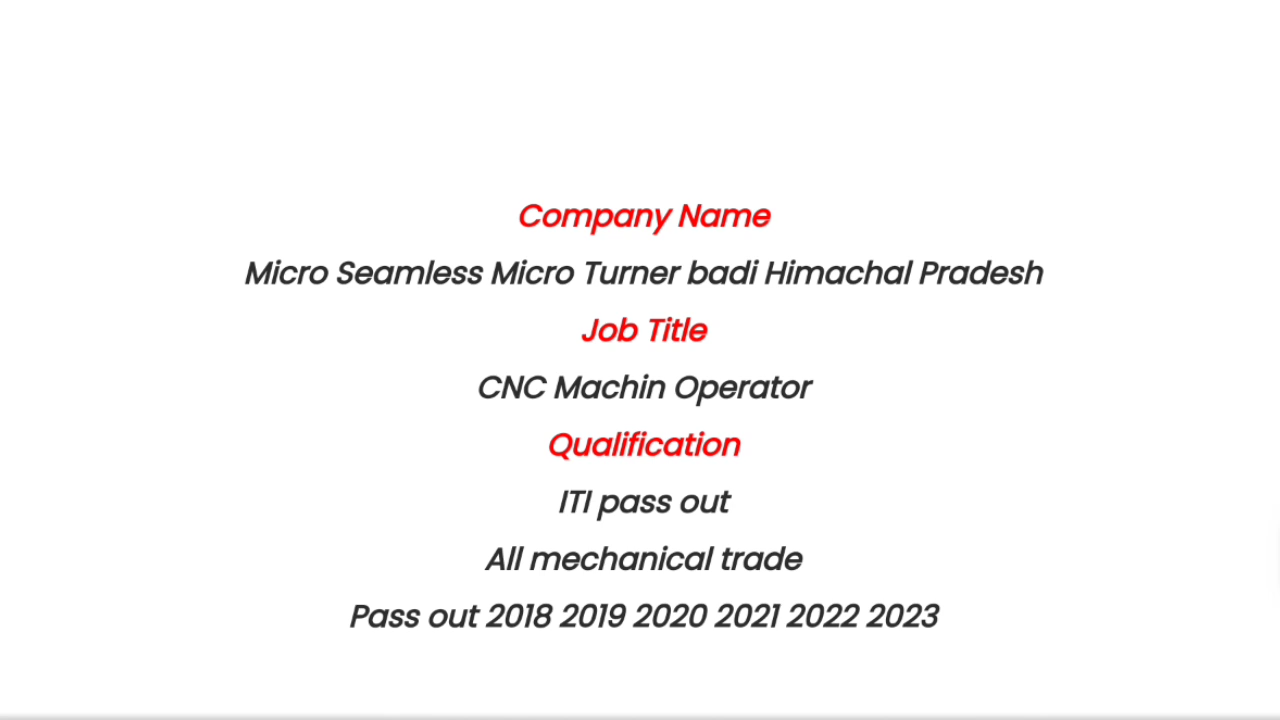 Company Name
Micro Seamless Micro Turner badi Himachal Pradesh
Job Title
CNC Machin Operator
Qualification
ITI pass out
All mechanical trade
Pass out 2018 2019 2020 2021 2022 2023